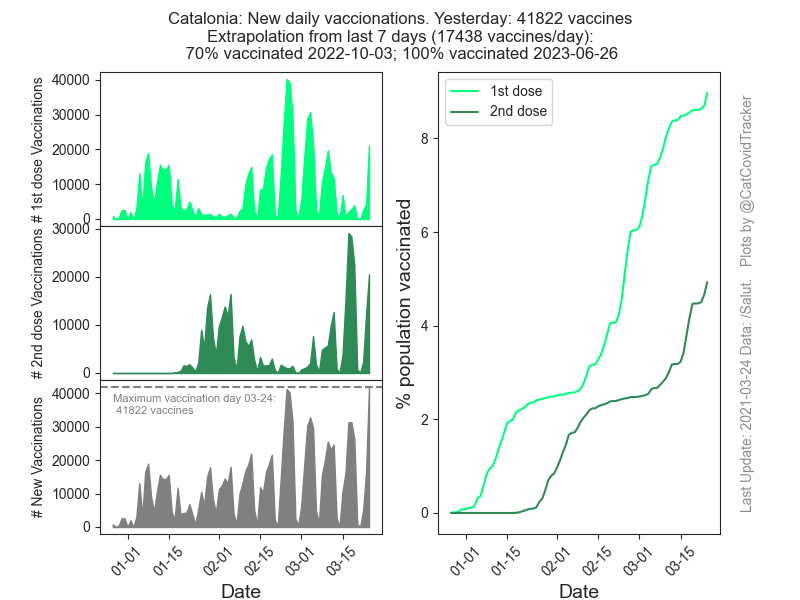 Catalonia: New daily vaccionations. Yesterday: 41822 vaccines
Extrapolation from last 7 days (17438 vaccines/day):
70% vaccinated 2022-10-03; 100% vaccinated 2023-06-26
# 1st dose Vaccinations
40000
30000
20000
10000
0
# 2nd dose Vaccinations
30000
20000
10000
0
# New Vaccinations
40000
30000
20000
10000
0
Maximum vaccination day 03-24:
41822 vaccines
01-01
01-15
02-01
02-15
03-01
03-15
Date
1st dose
2nd dose
% population vaccinated
8
6
4
2
0
01-01
01-15
02-01
02-15
03-01
03-15
Date
Last Update: 2021-03-24 Data: /Salut. Plots by @CatCovidTracker